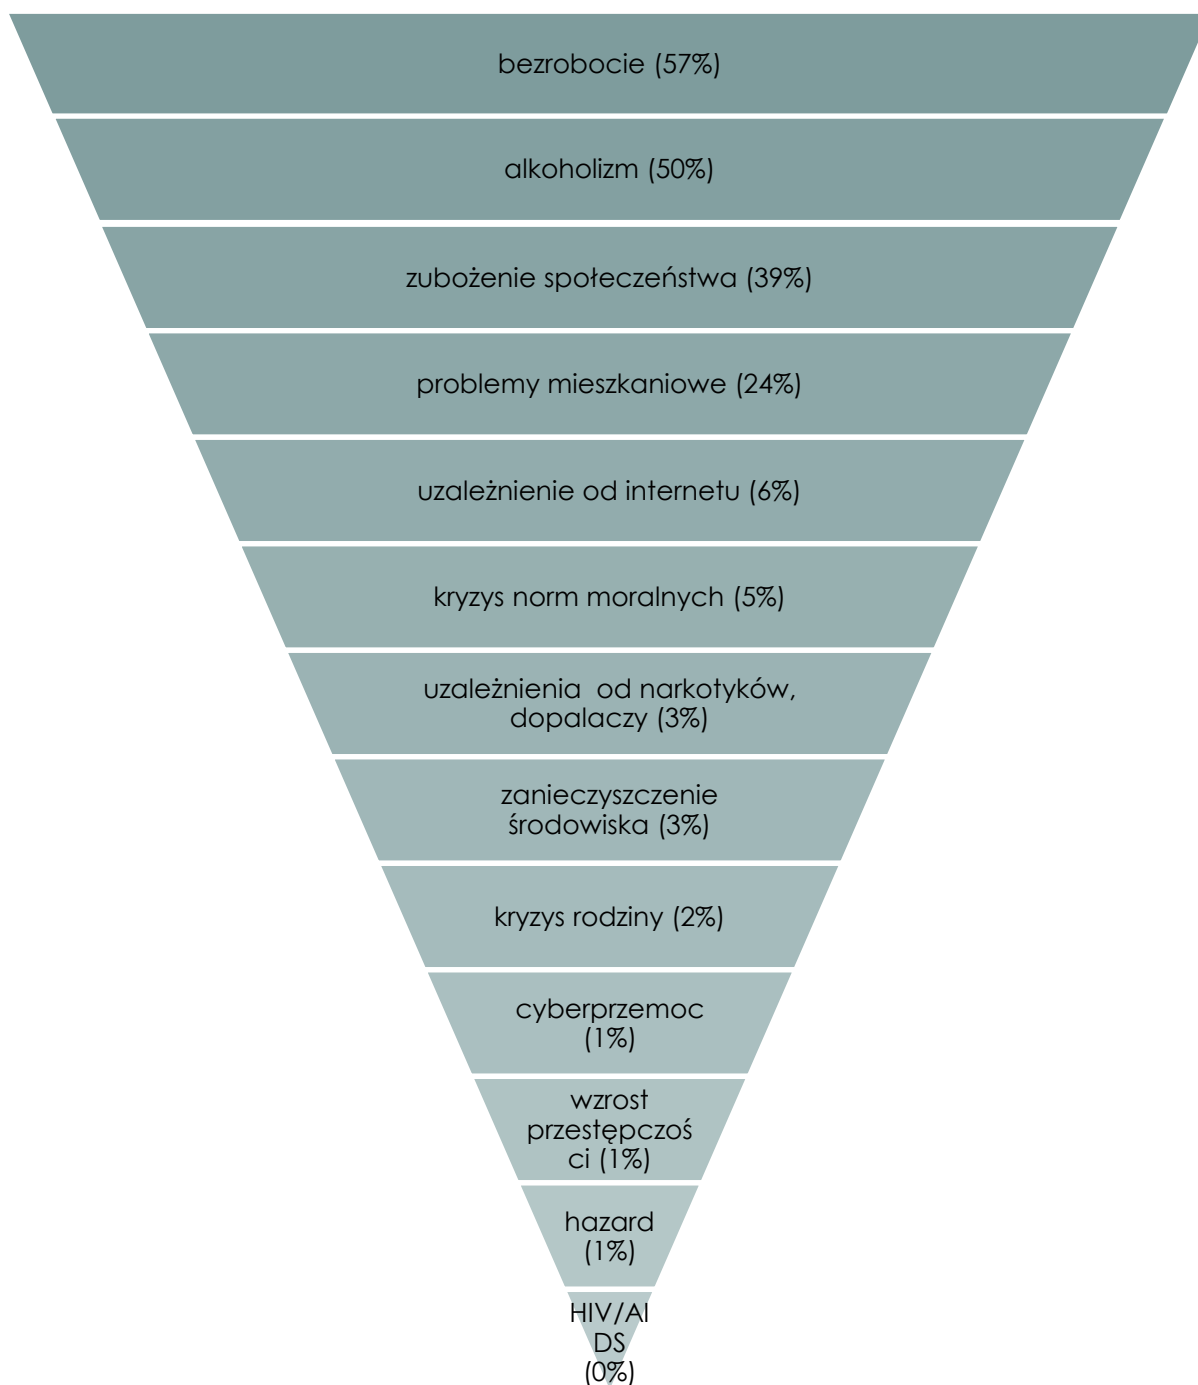 bezrobocie (57%)
alkoholizm (50%)
zubożenie społeczeństwa (39%)
problemy mieszkaniowe (24%)
uzależnienie od internetu (6%)
kryzys norm moralnych (5%)
uzależnienia  od narkotyków,
dopalaczy (3%)
zanieczyszczenie
środowiska (3%)
kryzys rodziny (2%)
cyberprzemoc
(1%)
wzrost
przestępczoś
ci (1%)
hazard
(1%)
HIV/AI
DS
(0%)